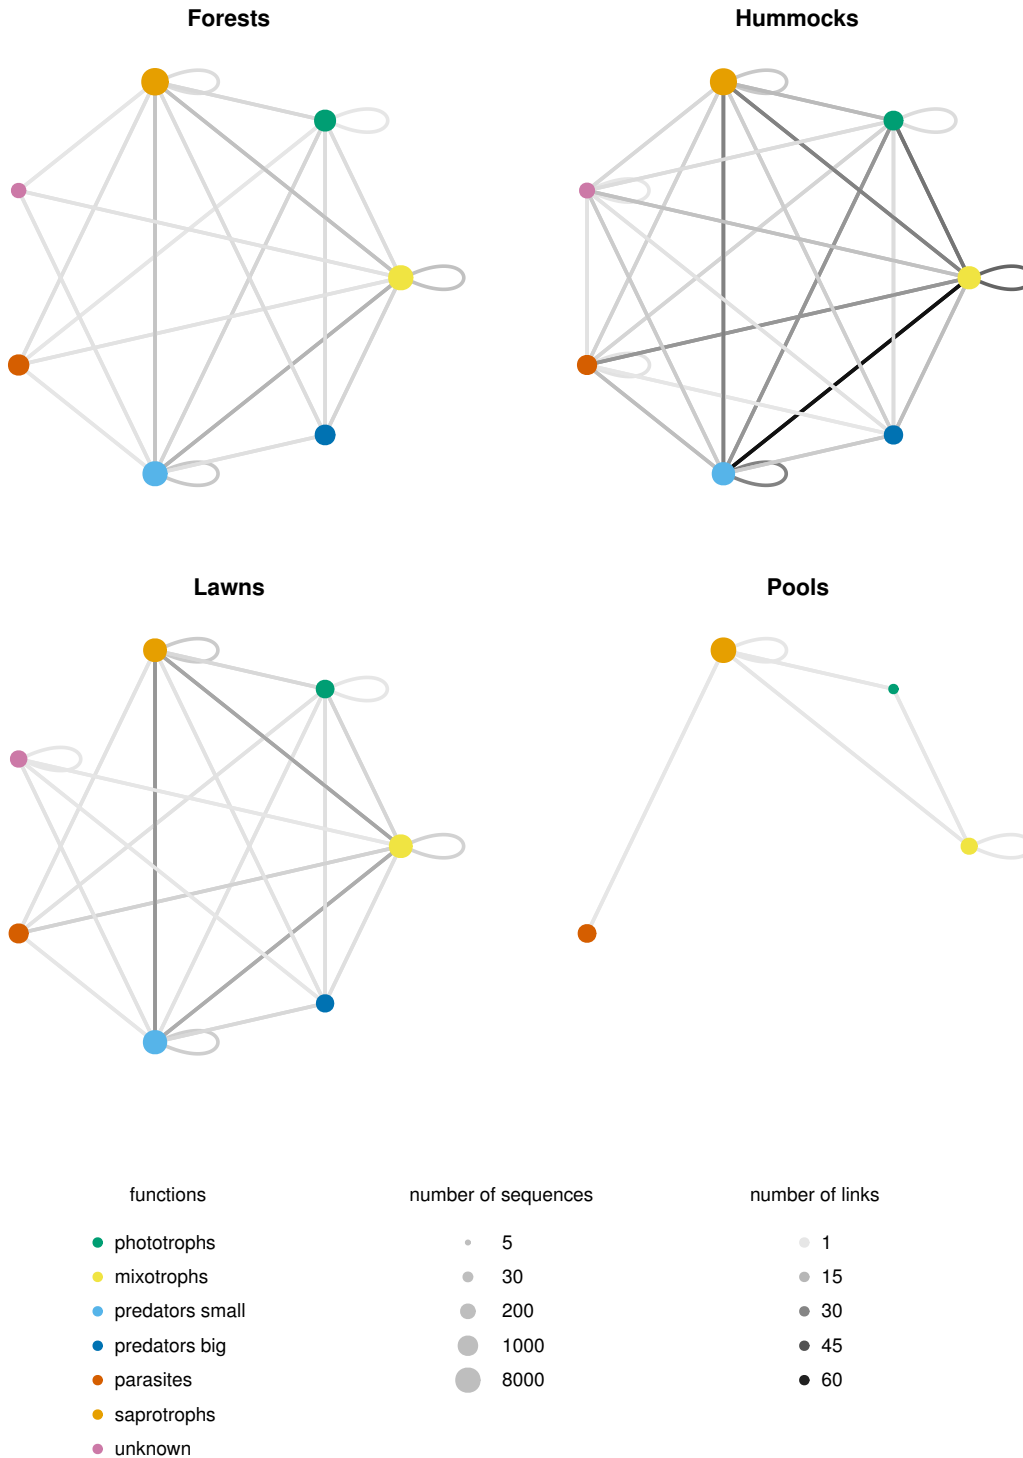 Forests
Hummocks
Lawns
Pools
functions
phototrophs
mixotrophs
predators small
predators big
parasites
saprotrophs
unknown
number of sequences
5
30
200
1000
8000
number of links
1
15
30
45
60